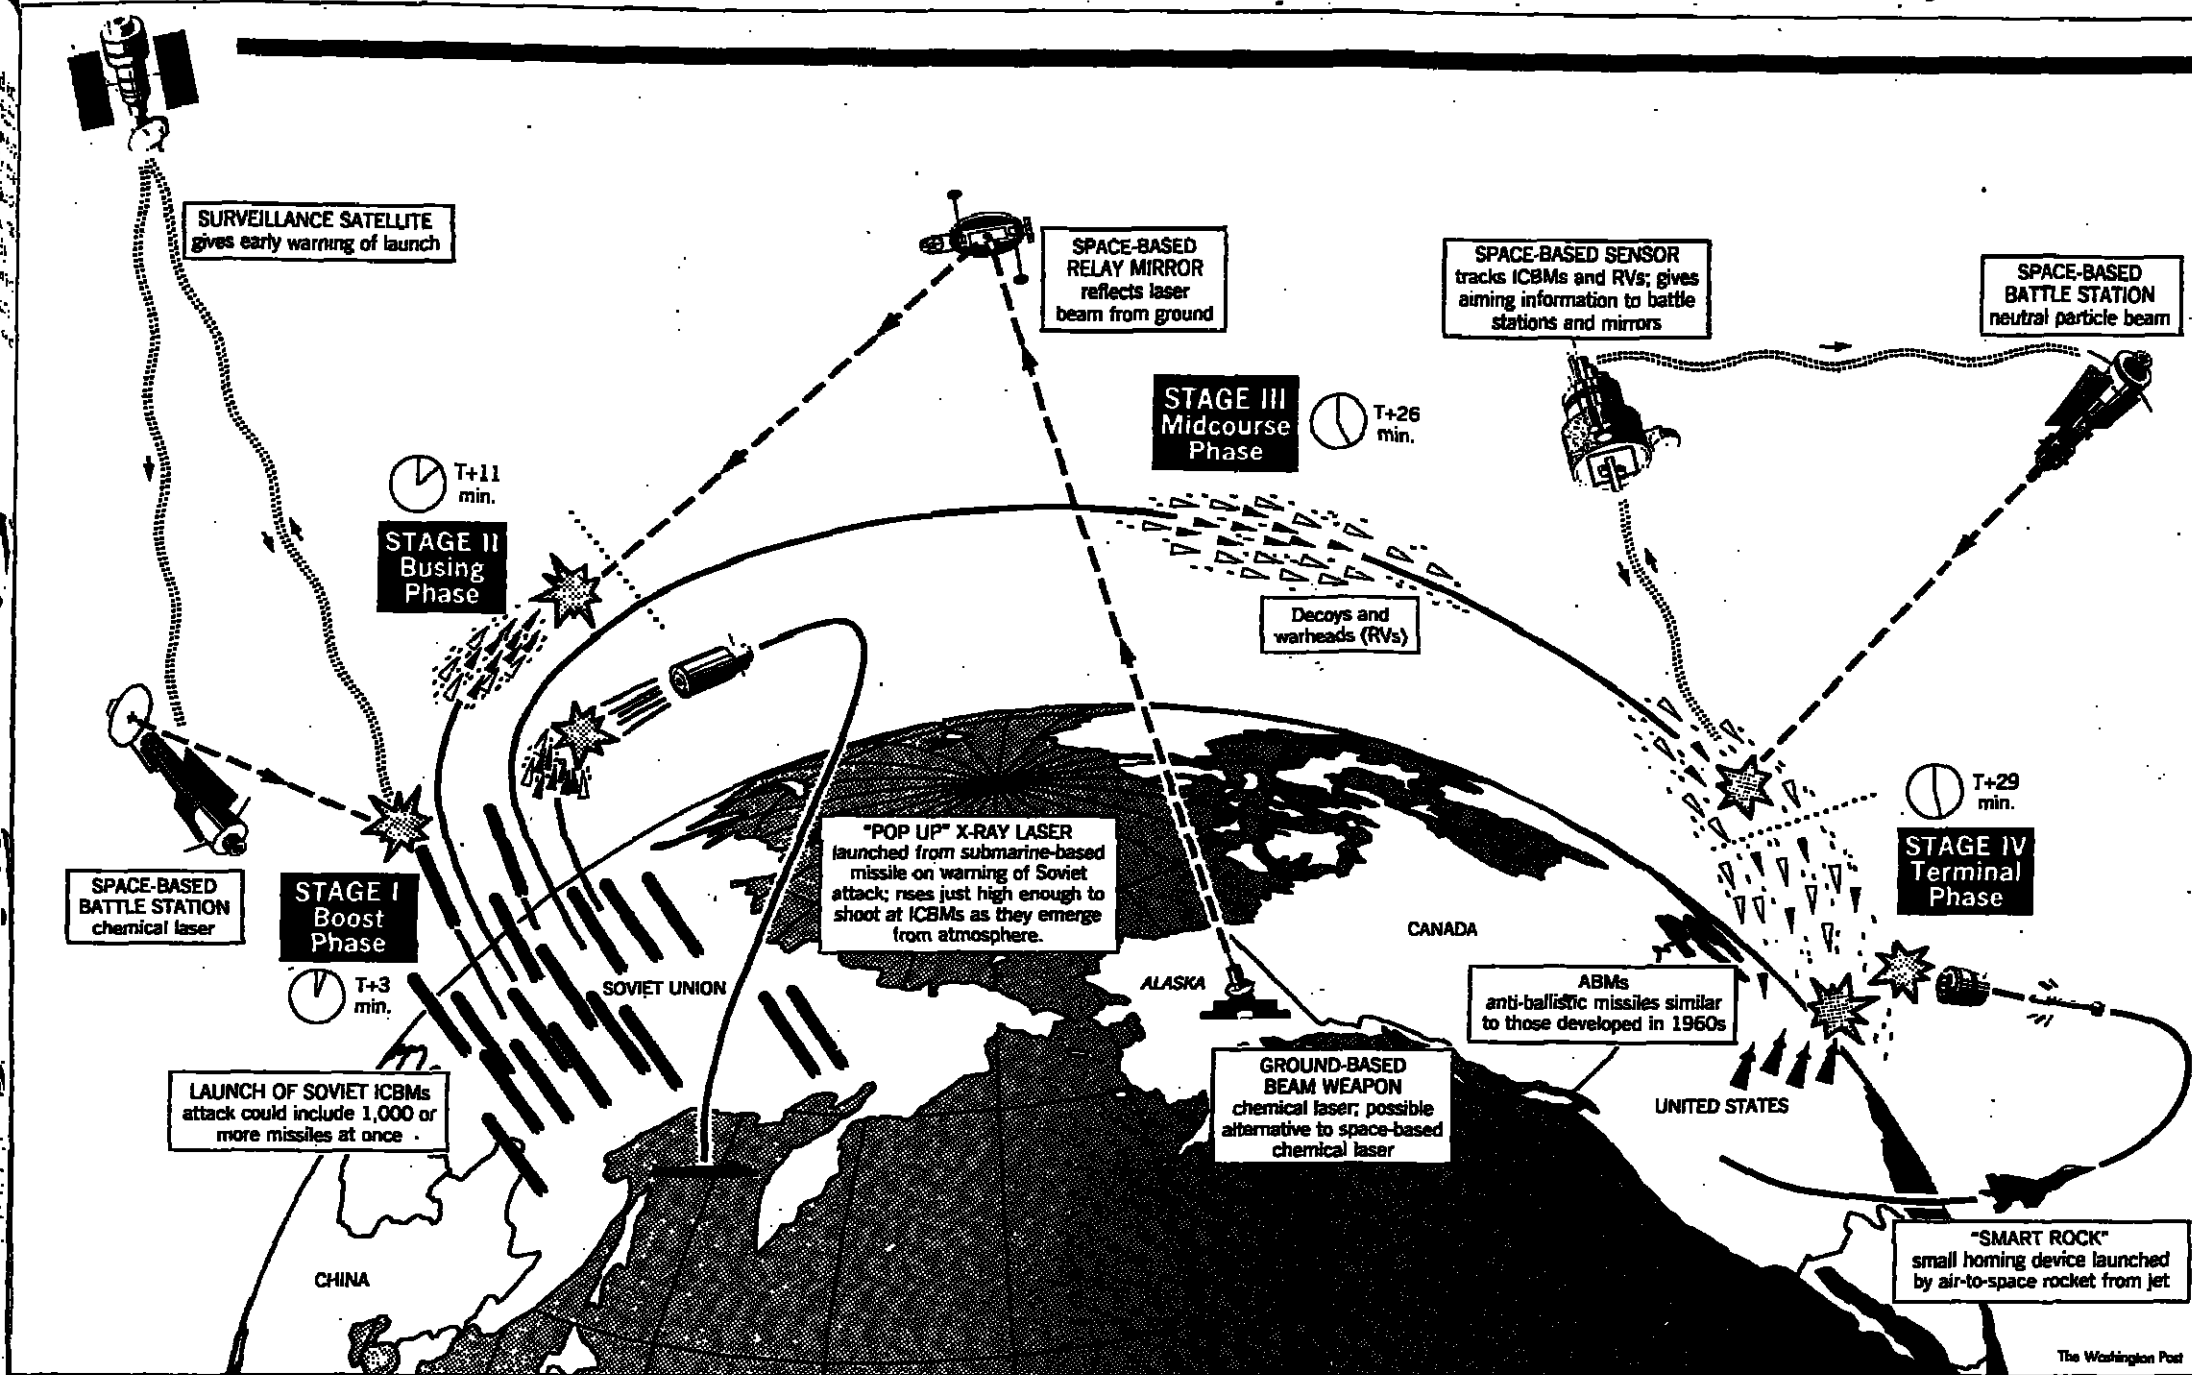 SURVEILLANCE SATELLITE
gives early warning of launch
SPACE-BASED
RELAY MIRROR
reflects laser
beam from ground
SPACE-BASED SENSOR
tracks ICBMs and RVs; gives
aiming information to battle
stations and mirrors
SPACE-BASED
BATTLE STATION
neutral particle beam
STAGE III
Midcourse
Phase
T+26
min.
T+11
min.
STAGE II
Busing
Phase
Decoys and
warheads (RVs)
T+29
min.
STAGE IV
Terminal
Phase
"POP UP" X-RAY LASER
launched from submarine-based
missile on warning of Soviet
attack; rises just high enough to
shoot at ICBMs as they emerge
from atmosphere.
SPACE-BASED
BATTLE STATION
chemical laser
STAGE I
Boost
Phase
T+3
min.
SOVIET UNION
ALASKA
CANADA
ABMs
anti-ballistic missiles similar
to those developed in 1960s
LAUNCH OF SOVIET ICBMs
attack could include 1,000 or
more missiles at once
GROUND-BASED
BEAM WEAPON
chemical laser; possible
alternative to space-based
chemical laser
UNITED STATES
"SMART ROCK"
small homing device launched
by air-to-space rocket from jet
CHINA
The Washington Post